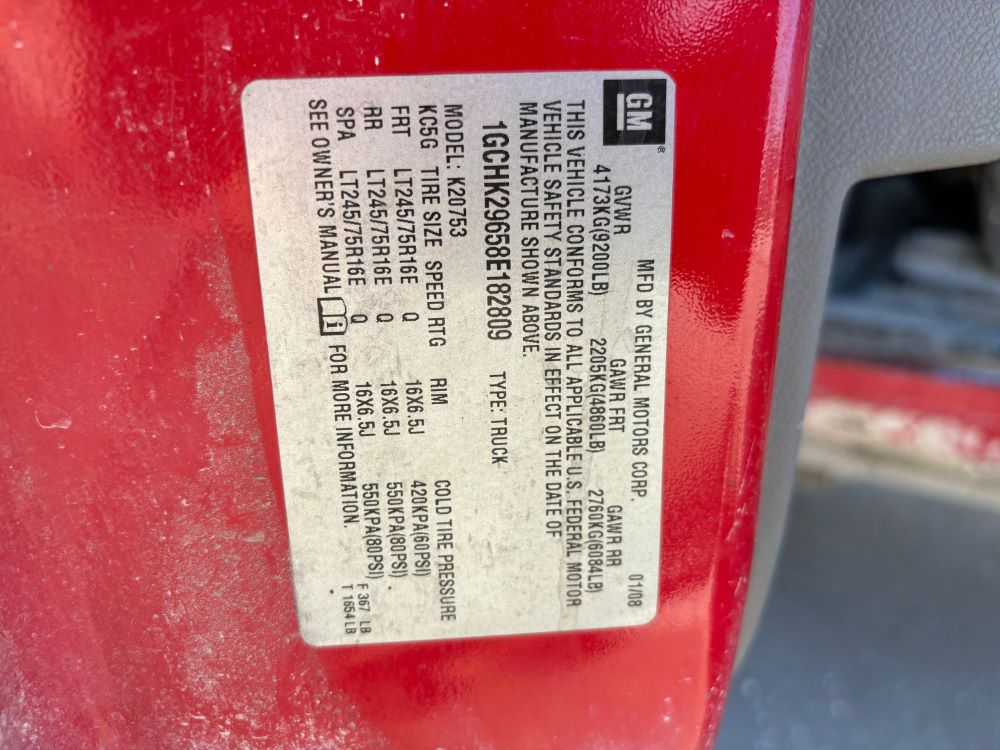 GM®
MFD BY GENERAL MOTORS CORP. 01/08
GVWR GAWR FRT GAWR RR
4173KG(9200LB) 2205KG(4860LB) 2760KG(6084LB)
THIS VEHICLE CONFORMS TO ALL APPLICABLE U.S. FEDERAL MOTOR
VEHICLE SAFETY STANDARDS IN EFFECT ON THE DATE OF
MANUFACTURE SHOWN ABOVE.
1GCHK29658E182809 TYPE: TRUCK
MODEL: K20753
KC5G TIRE SIZE SPEED RTG RIM COLD TIRE PRESSURE
FRT LT245/75R16E Q 16X6.5J 420KPA(60PSI)
RR LT245/75R16E Q 16X6.5J 550KPA(80PSI)
SPA LT245/75R16E Q 16X6.5J 550KPA(80PSI)
SEE OWNER'S MANUAL FOR MORE INFORMATION.
F 367 LB
T 1654 LB